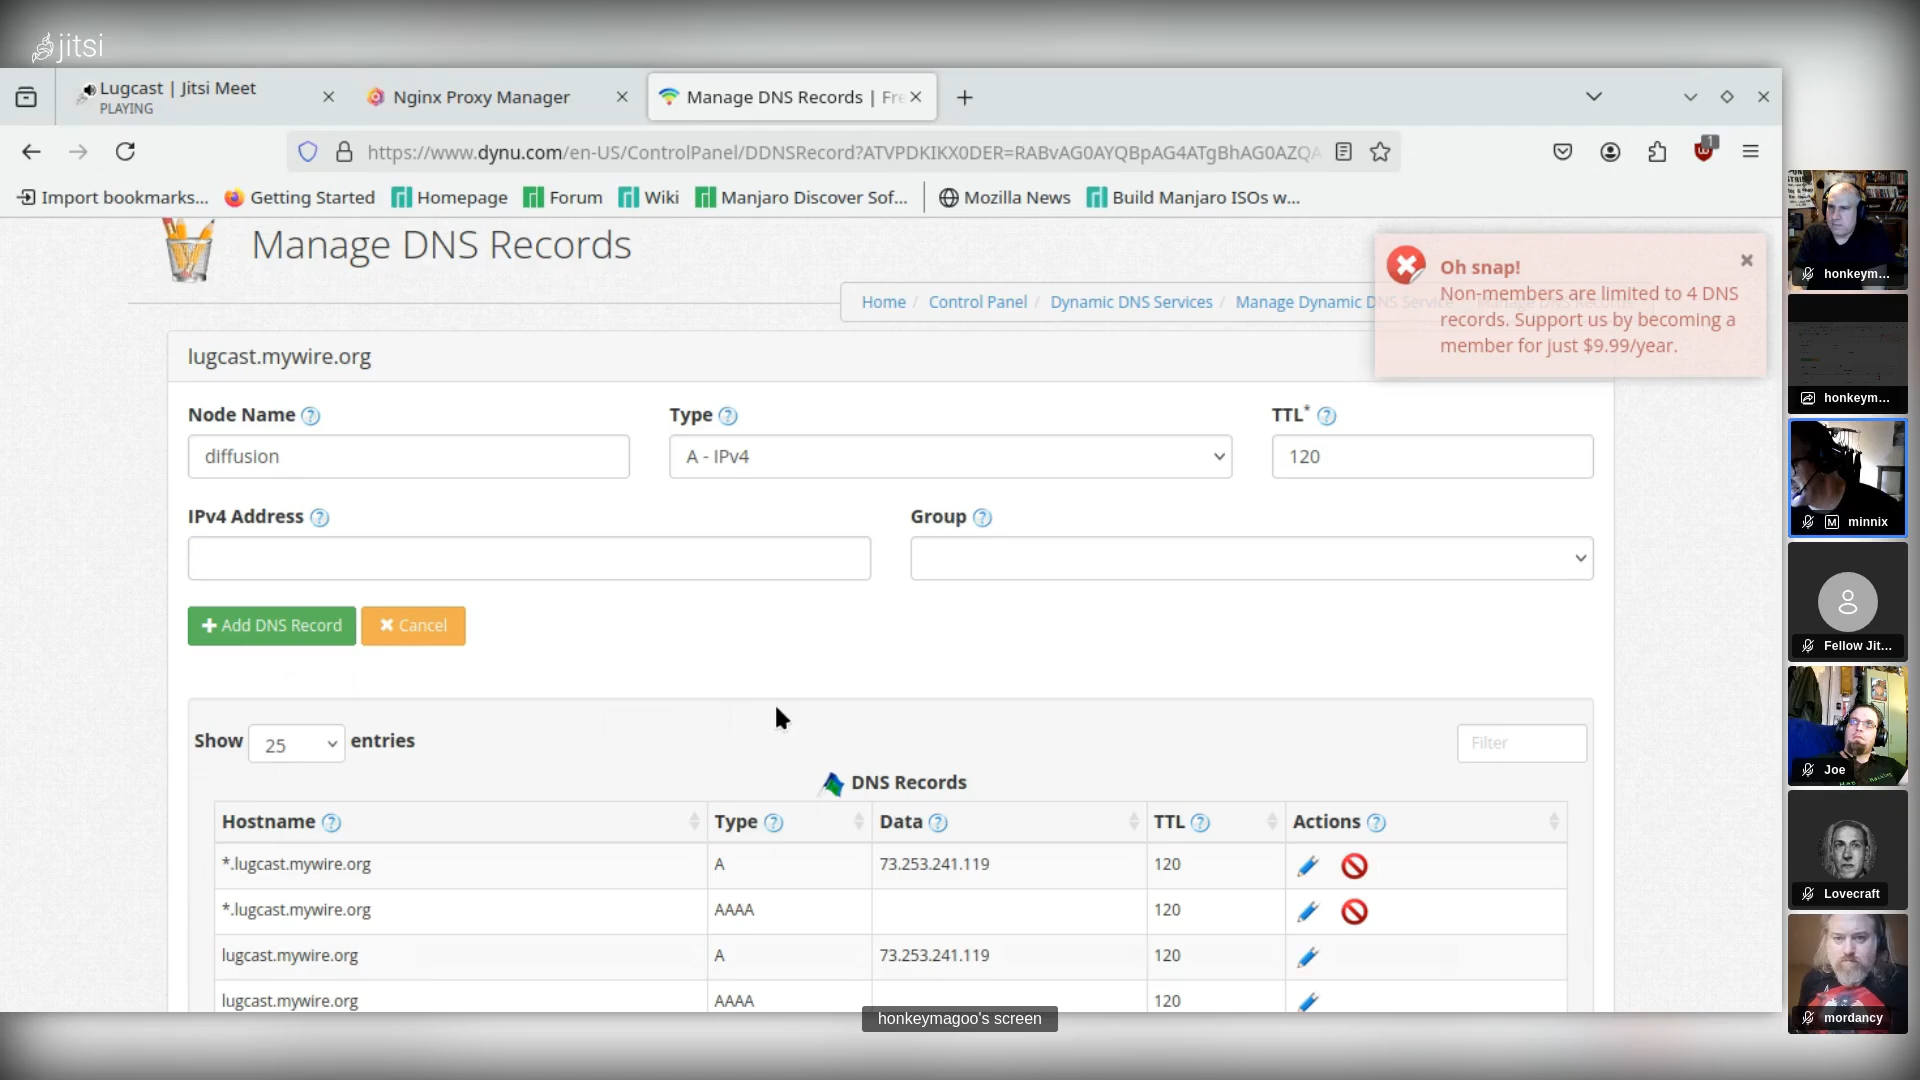 jitsi
Lugcast | Jitsi Meet
PLAYING
Nginx Proxy Manager
Manage DNS Records | Fre
https://www.dynu.com/en-US/ControlPanel/DDNSRecord?ATVPDKIKX0DER=RABvAG0AYQBpAG4ATgBhAG0AZQA
1
Import bookmarks...
Getting Started
Homepage
Forum
Wiki
Manjaro Discover Sof...
Mozilla News
Build Manjaro ISOs w...
Manage DNS Records
Home / Control Panel / Dynamic DNS Services / Manage Dynamic DNS Servic
Oh snap!
Non-members are limited to 4 DNS
records. Support us by becoming a
member for just $9.99/year.
lugcast.mywire.org
Node Name
Type
TTL*
diffusion
A - IPv4
120
IPv4 Address
Group
Add DNS Record
Cancel
Show 25 entries
Filter
DNS Records
Hostname Type Data TTL Actions
*.lugcast.mywire.org A 73.253.241.119 120
*.lugcast.mywire.org AAAA 120
lugcast.mywire.org A 73.253.241.119 120
lugcast.mywire.org AAAA 120
honkeymagoo's screen
honkeym...
honkeym...
M minnix
Fellow Jit...
Joe
Lovecraft
mordancy